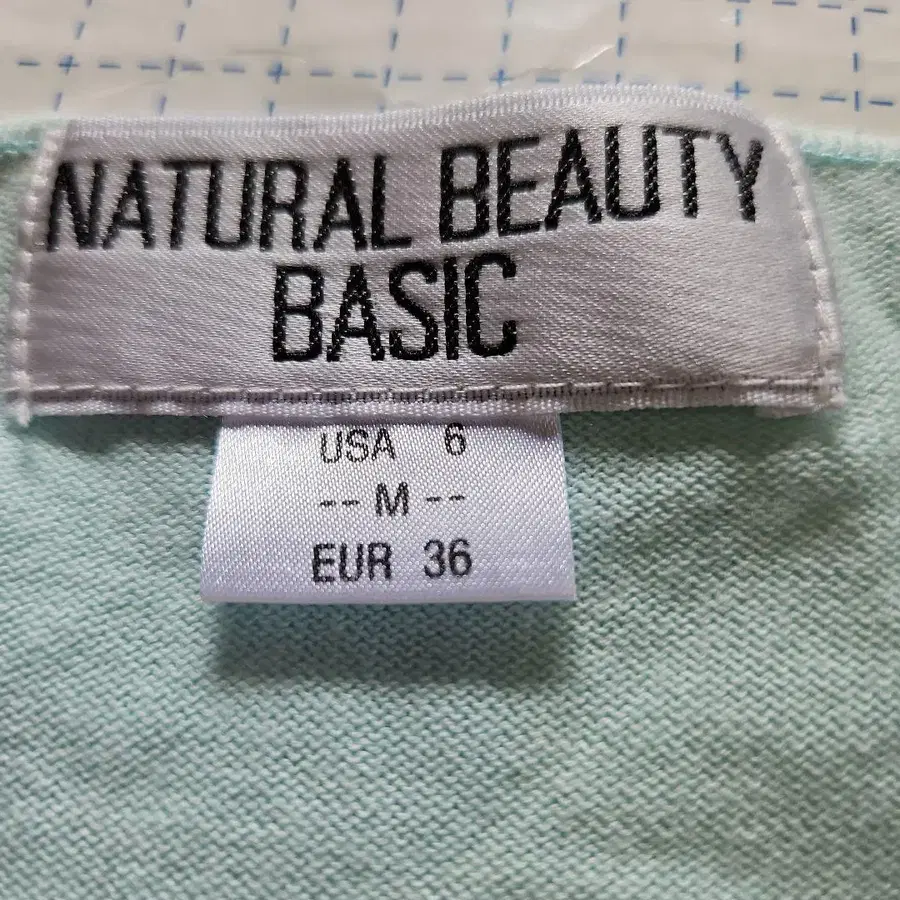 NATURAL BEAUTY
BASIC
USA 6
-- M --
EUR 36